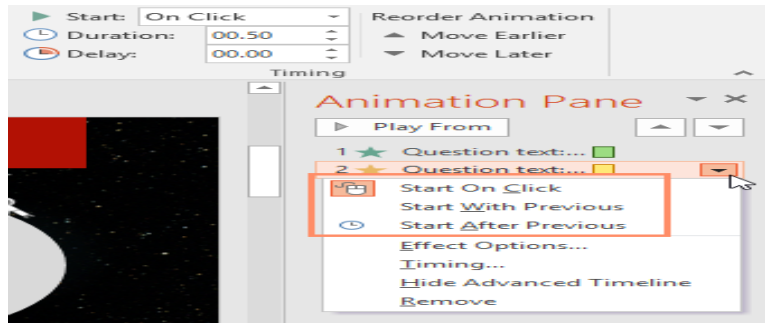 Start: On Click Reorder Animation
Duration: 00.50 Move Earlier
Delay: 00.00 Move Later
Timing
Animation Pane
Play From
1 Question text:...
2 Question text:...
Start On Click
Start With Previous
Start After Previous
Effect Options...
Timing...
Hide Advanced Timeline
Remove